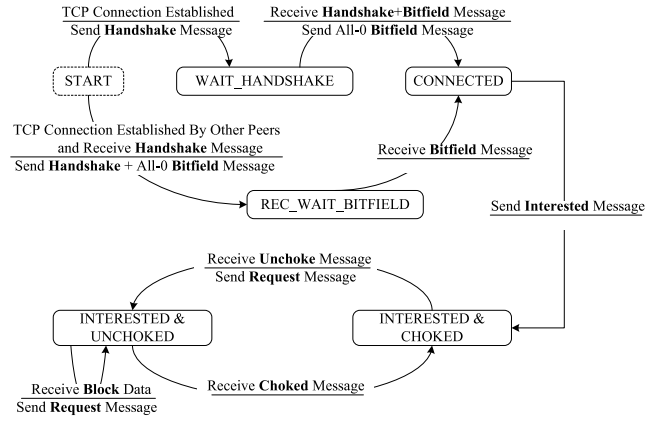 TCP Connection Established
Send Handshake Message
Receive Handshake+Bitfield Message
Send All-0 Bitfield Message
START
WAIT_HANDSHAKE
CONNECTED
TCP Connection Established By Other Peers
and Receive Handshake Message
Send Handshake + All-0 Bitfield Message
Receive Bitfield Message
REC_WAIT_BITFIELD
Send Interested Message
Receive Unchoke Message
Send Request Message
INTERESTED &
UNCHOKED
INTERESTED &
CHOKED
Receive Block Data
Send Request Message
Receive Choked Message